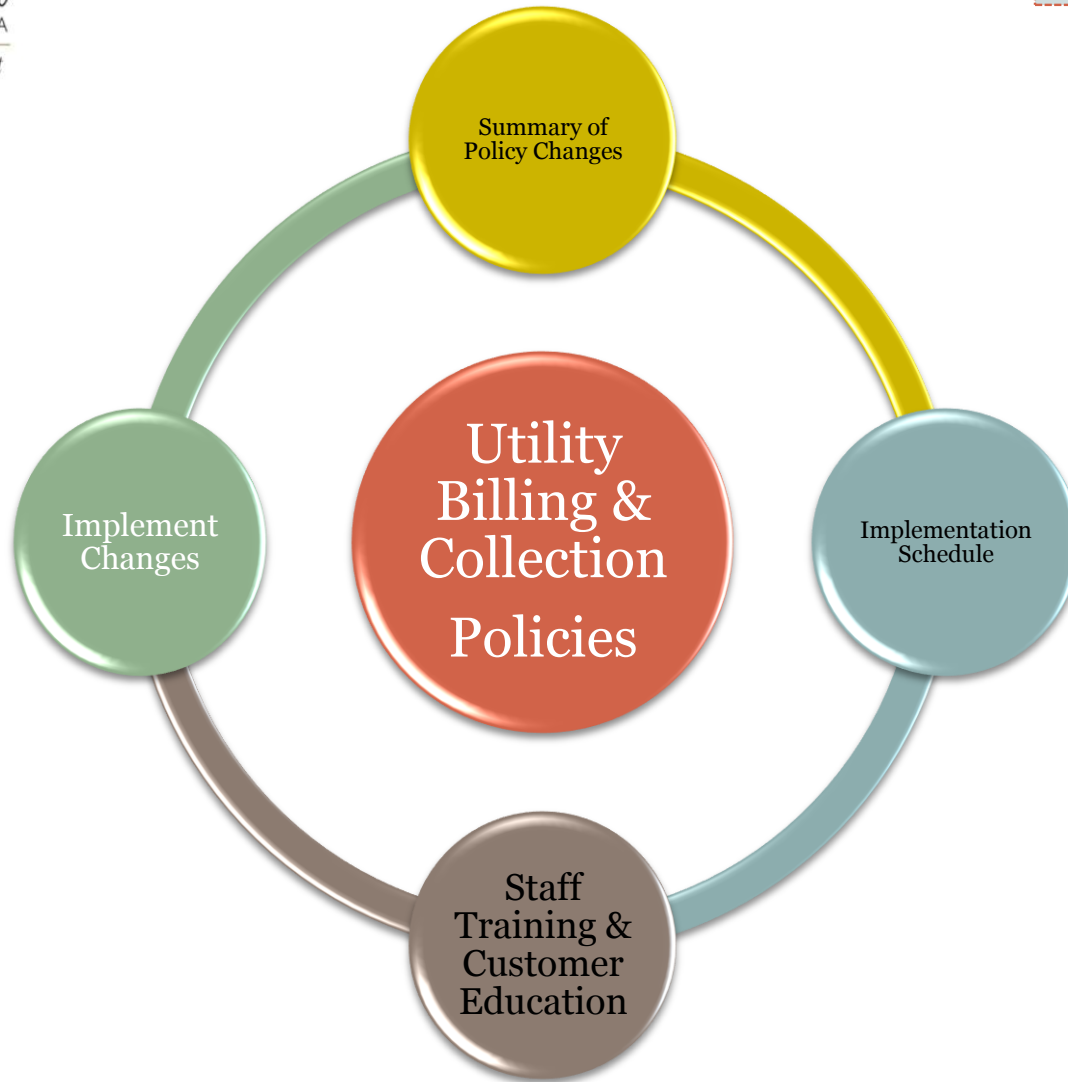 Summary of
Policy Changes
Utility
Billing &
Collection
Policies
Implement
Changes
Implementation
Schedule
Staff
Training &
Customer
Education